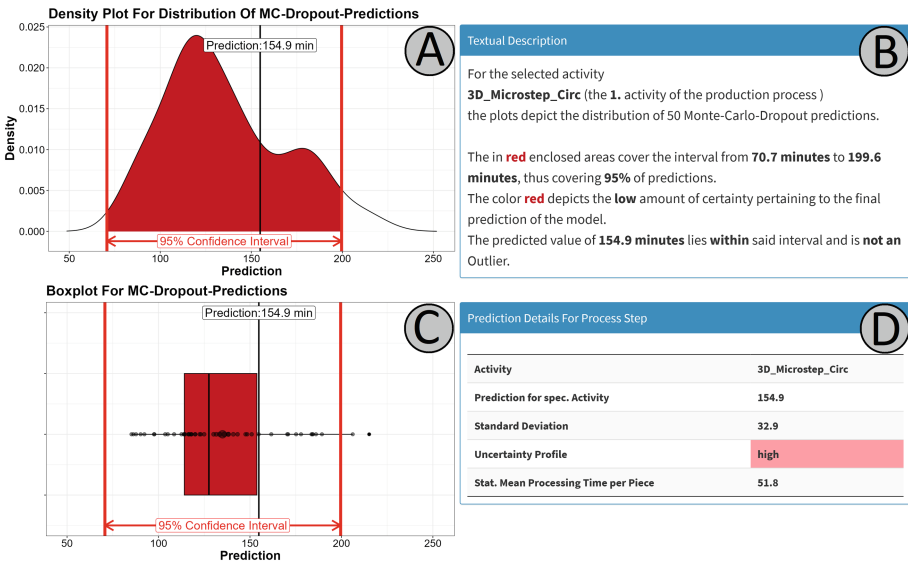 Density Plot For Distribution Of MC-Dropout-Predictions
0.025
0.020
0.015
0.010
0.005
0.000
Density
Prediction:154.9 min
A
95% Confidence Interval
50
100
150
200
250
Prediction
Textual Description
B
For the selected activity
3D_Microstep_Circ (the 1. activity of the production process )
the plots depict the distribution of 50 Monte-Carlo-Dropout predictions.
The in red enclosed areas cover the interval from 70.7 minutes to 199.6
minutes, thus covering 95% of predictions.
The color red depicts the low amount of certainty pertaining to the final
prediction of the model.
The predicted value of 154.9 minutes lies within said interval and is not an
Outlier.
Boxplot For MC-Dropout-Predictions
Prediction:154.9 min
C
95% Confidence Interval
50
100
150
200
250
Prediction
Prediction Details For Process Step
D
Activity 3D_Microstep_Circ
Prediction for spec. Activity 154.9
Standard Deviation 32.9
Uncertainty Profile high
Stat. Mean Processing Time per Piece 51.8